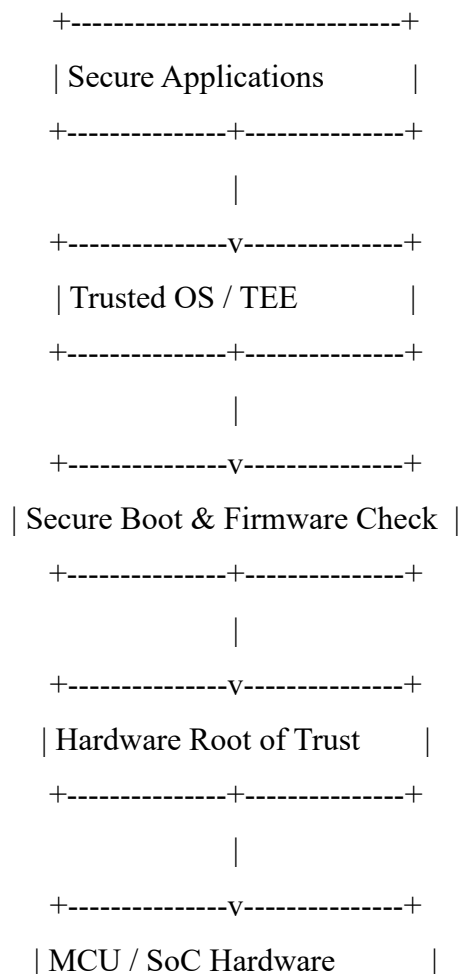 +-------------------------------+
| Secure Applications |
+---------------+---------------+
|
+---------------v---------------+
| Trusted OS / TEE |
+---------------+---------------+
|
+---------------v---------------+
| Secure Boot & Firmware Check |
+---------------+---------------+
|
+---------------v---------------+
| Hardware Root of Trust |
+---------------+---------------+
|
+---------------v---------------+
| MCU / SoC Hardware |